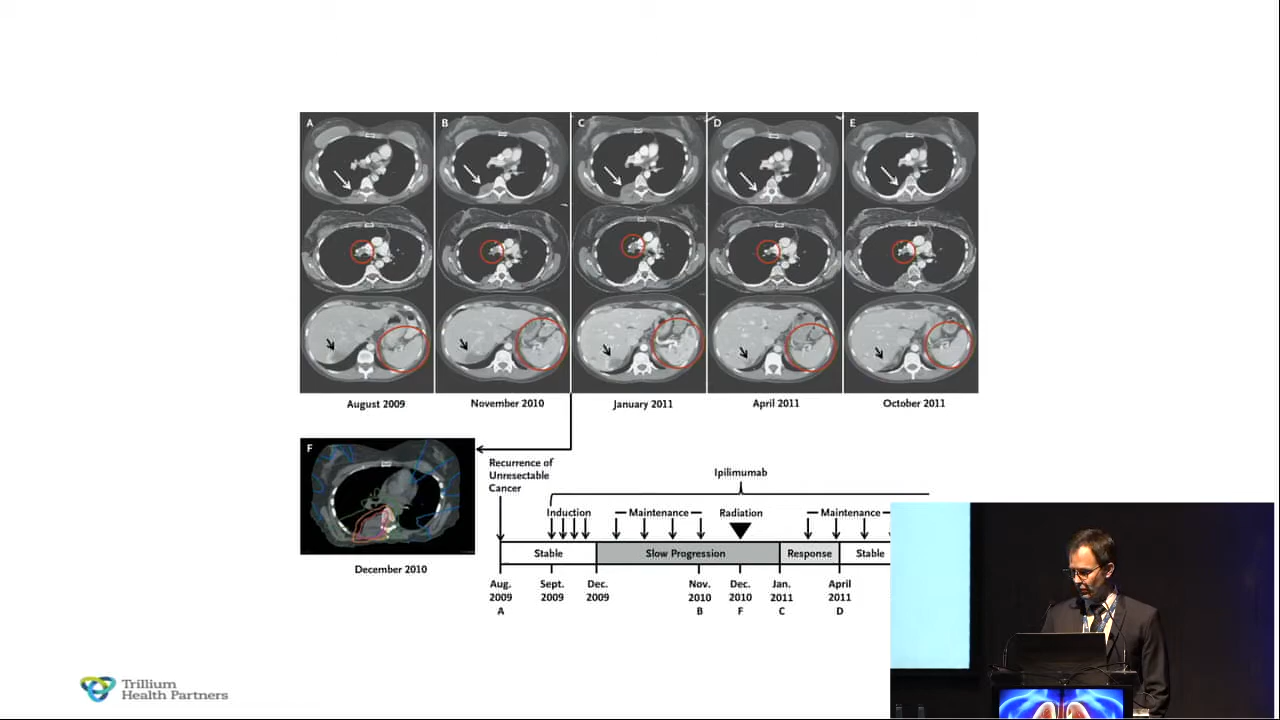 A
B
C
D
E
August 2009
November 2010
January 2011
April 2011
October 2011
F
December 2010
Recurrence of
Unresectable
Cancer
Ipilimumab
Induction
Maintenance
Radiation
Maintenance
Stable
Slow Progression
Response
Stable
Aug.
2009
A
Sept.
2009
Dec.
2009
Nov.
2010
B
Dec.
2010
F
Jan.
2011
C
April
2011
D
Trillium
Health Partners